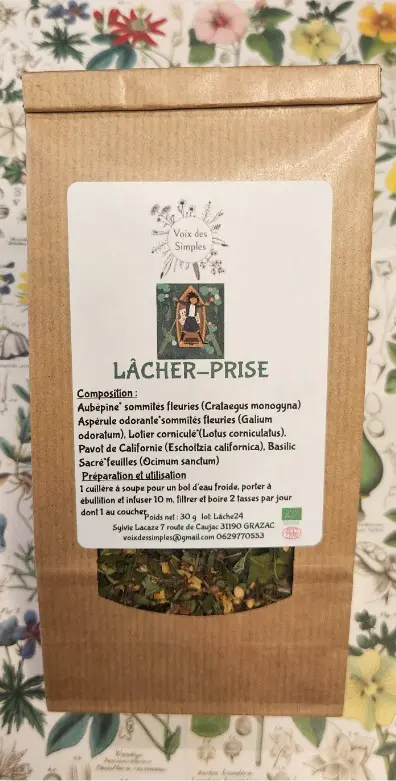 Voix des
Simples
LÂCHER-PRISE
Composition :
Aubépine* sommités fleuries (Crataegus monogyna)
Aspérule odorante*sommités fleuries (Galium
odoratum), Lotier corniculé*(Lotus corniculatus),
Pavot de Californie (Escholtzia californica), Basilic
Sacré*feuilles (Ocimum sanctum)
Préparation et utilisation
1 cuillère à soupe pour un bol d'eau froide, porter à
ébullition et infuser 10 m, filtrer et boire 2 tasses par jour
dont 1 au coucher
Poids net : 30 g lot Lâche24
Sylvie Lacaze 7 route de Caujac 31190 GRAZAC
voixdessimples@gmail.com 0629770553